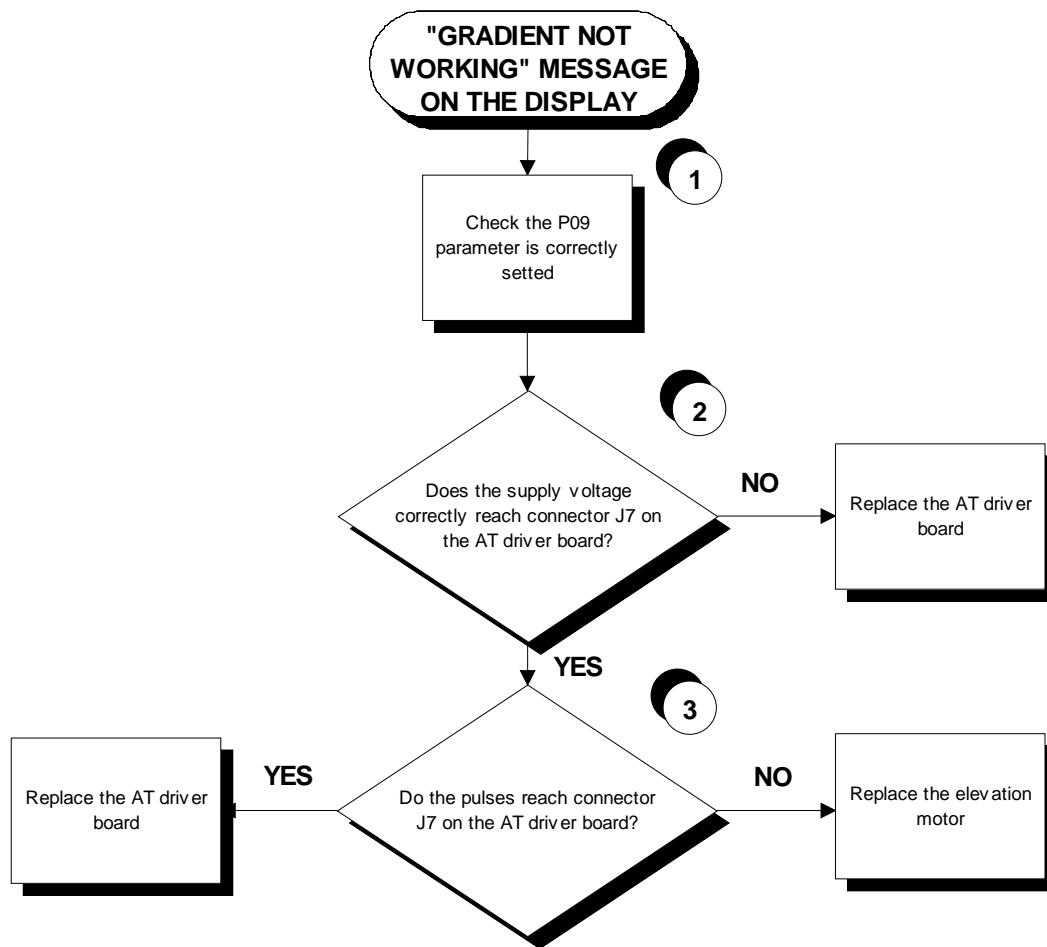 "GRADIENT NOT
WORKING" MESSAGE
ON THE DISPLAY
1
Check the P09
parameter is correctly
setted
2
Does the supply voltage
correctly reach connector J7 on
the AT driver board?
NO
Replace the AT driver
board
YES
3
Do the pulses reach connector
J7 on the AT driver board?
YES
Replace the AT driver
board
NO
Replace the elevation
motor